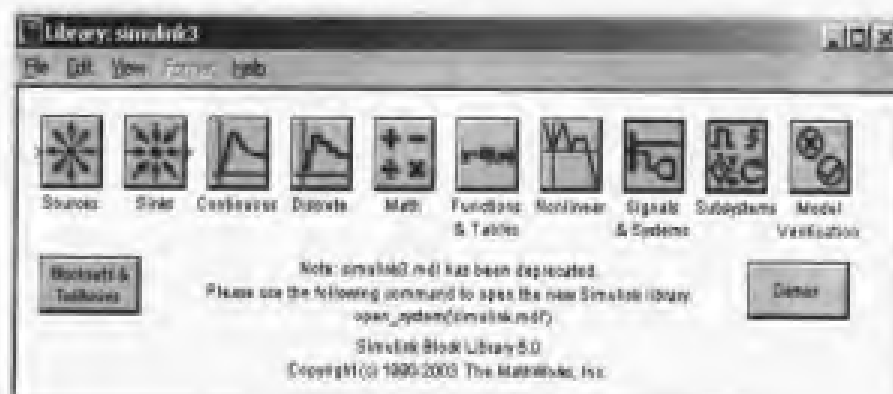 Library: simulink3
File Edit View Format Help
Sources Sinks Continuous Discrete Math Functions & Tables Nonlinear Signals & Systems Subsystems Model Verification
Blocksets & Toolboxes
Note: simulink3.mdl has been deprecated.
Please use the following command to open the new Simulink library:
open_system('simulink.mdl')
Demos
Simulink Block Library 5.0
Copyright (c) 1990-2003 The MathWorks, Inc.